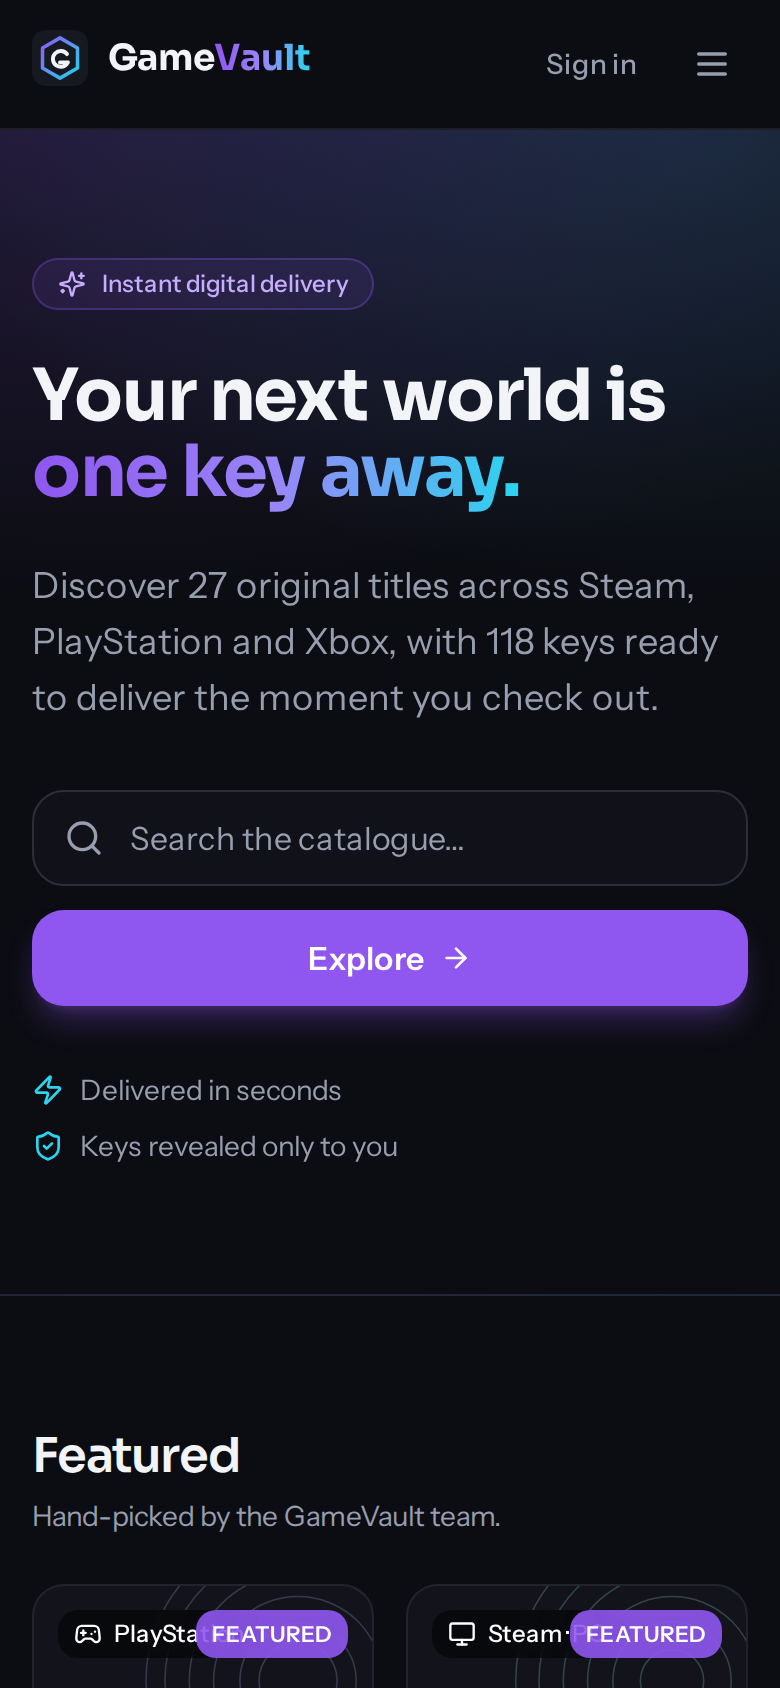 GameVault
Sign in
Instant digital delivery
Your next world is
one key away.
Discover 27 original titles across Steam,
PlayStation and Xbox, with 118 keys ready
to deliver the moment you check out.
Search the catalogue...
Explore
Delivered in seconds
Keys revealed only to you
Featured
Hand-picked by the GameVault team.
FEATURED
Steam ·
FEATURED